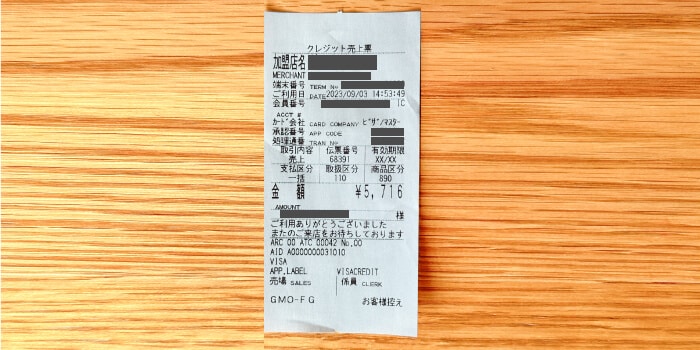 クレジット売上票
加盟店名
MERCHANT
端末番号 TERM No
ご利用日 DATE 2023/09/03 14:53:49
会員番号 IC
ACCT #
ｶｰﾄﾞ会社 CARD COMPANY ﾋﾞｻﾞ/ﾏｽﾀｰ
承認番号 APP CODE
処理通番 TRAN No
取引内容 伝票番号 有効期限
売上 68391 XX/XX
支払区分 取扱区分 商品区分
一括 110 890
金 額 ￥5,716
AMOUNT
様
ご利用ありがとうございました
またのご来店をお待ちしております
ARC 00 ATC 00042 No.00
AID A0000000031010
VISA
APP.LABEL VISACREDIT
売場 SALES 係員 CLERK
GMO-FG お客様控え